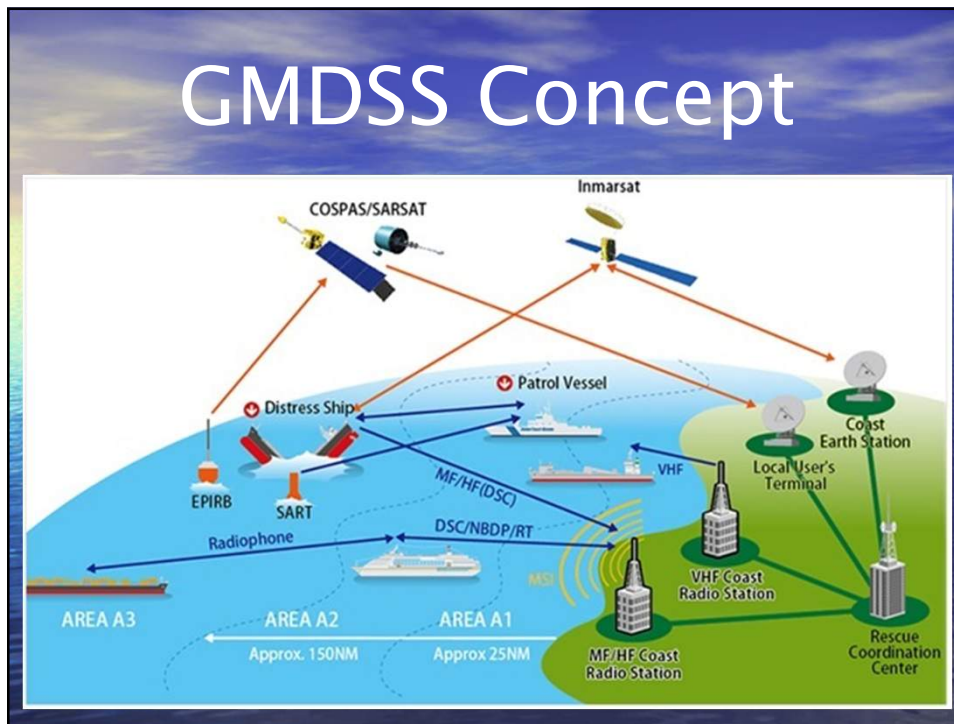 GMDSS Concept
Inmarsat
COSPAS/SARSAT
Patrol Vessel
Distress Ship
Coast
Earth Station
Local User's
Terminal
VHF
MF/HF(DSC)
EPIRB
SART
DSC/NBDP/RT
Radiophone
MSI
VHF Coast
Radio Station
AREA A3
AREA A2
AREA A1
Approx. 150NM
Approx 25NM
MF/HF Coast
Radio Station
Rescue
Coordination
Center